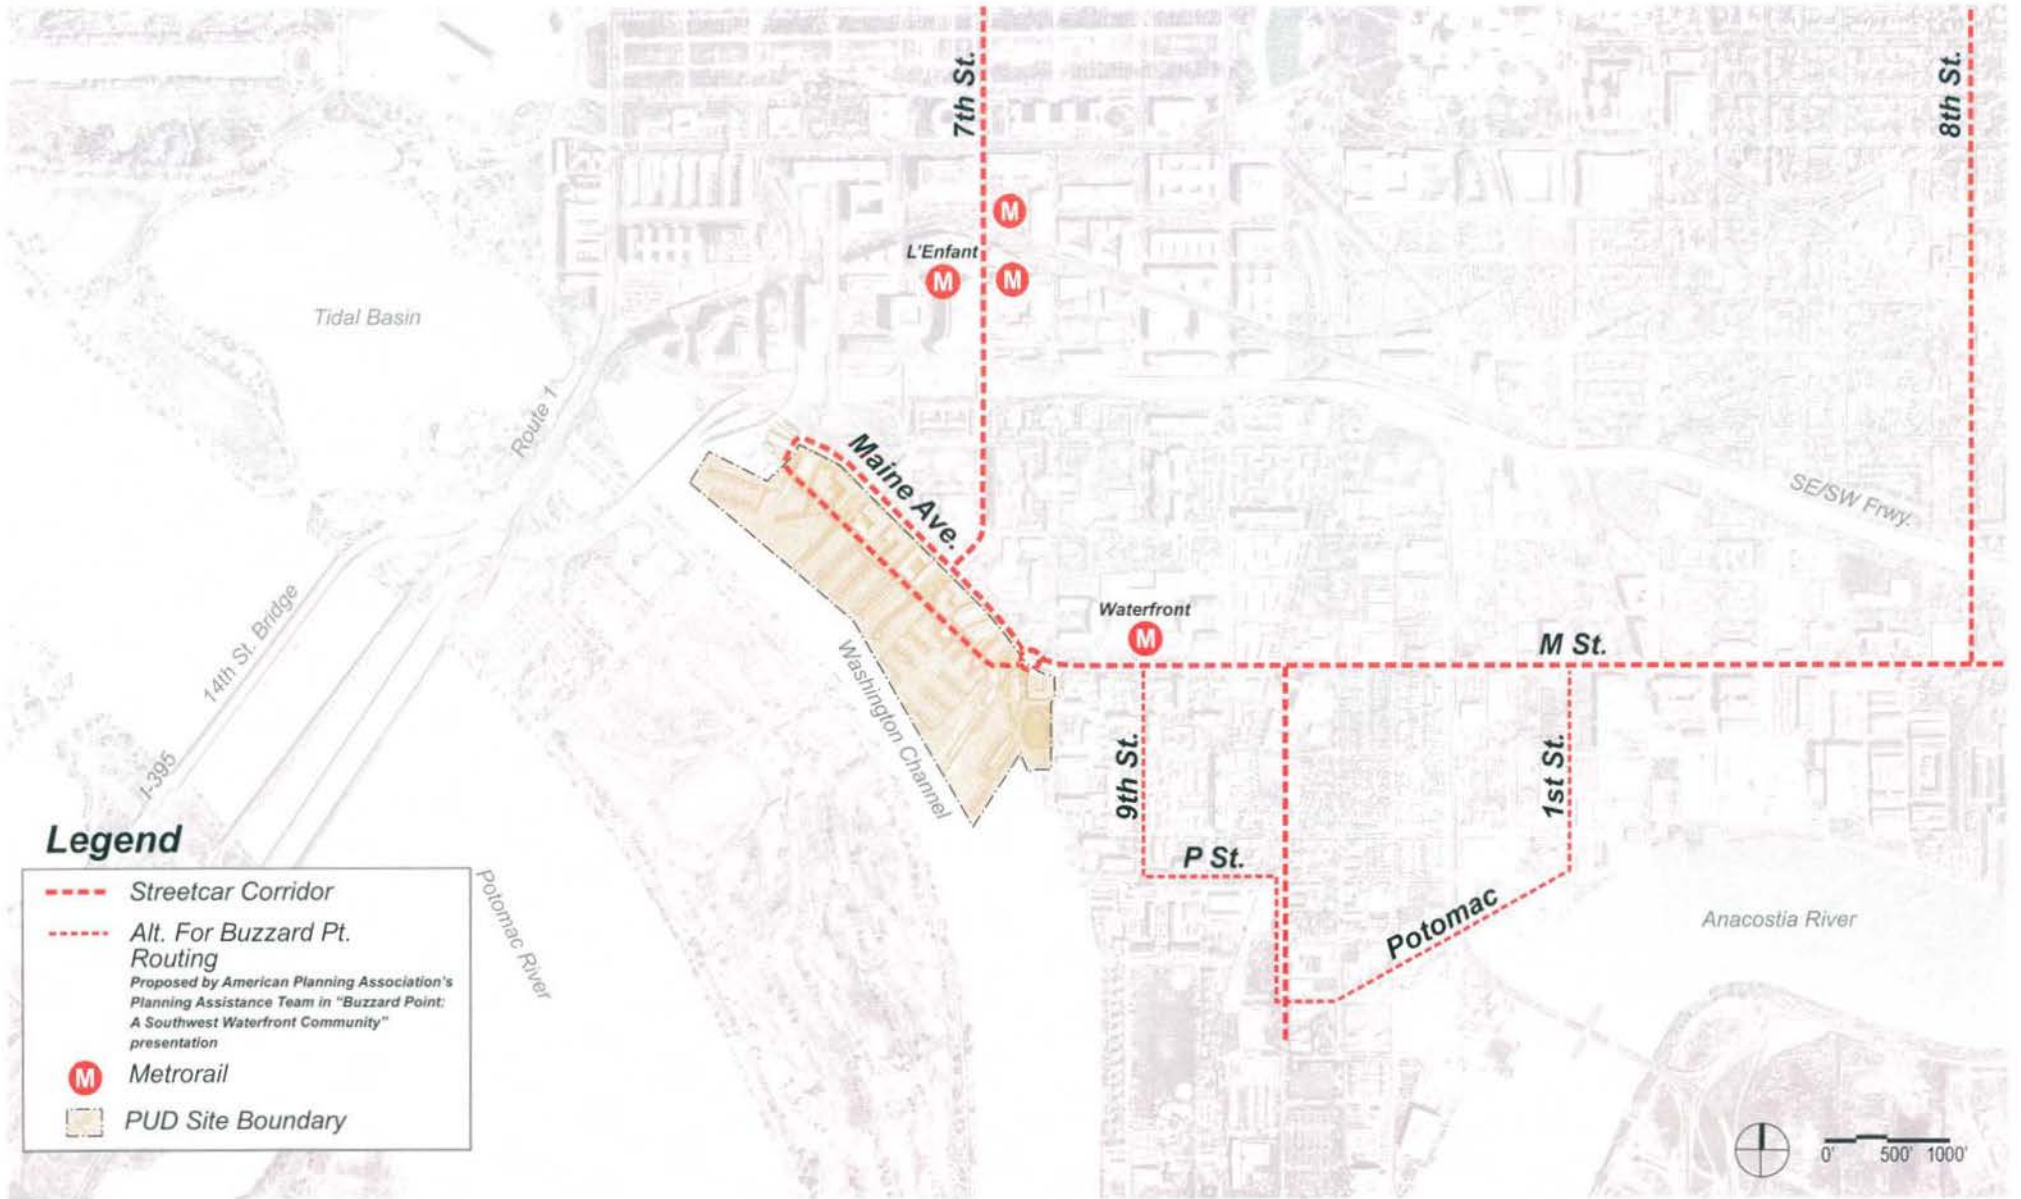 7th St.
8th St.
M
L'Enfant
M
M
Tidal Basin
Route 1
Maine Ave.
SE/SW Frwy.
14th St. Bridge
Waterfront
M
M St.
Washington Channel
I-395
9th St.
1st St.
P St.
Potomac
Anacostia River
Potomac River
Legend
Streetcar Corridor
Alt. For Buzzard Pt.
Routing
Proposed by American Planning Association's
Planning Assistance Team in "Buzzard Point:
A Southwest Waterfront Community"
presentation
M Metrorail
PUD Site Boundary
0' 500' 1000'